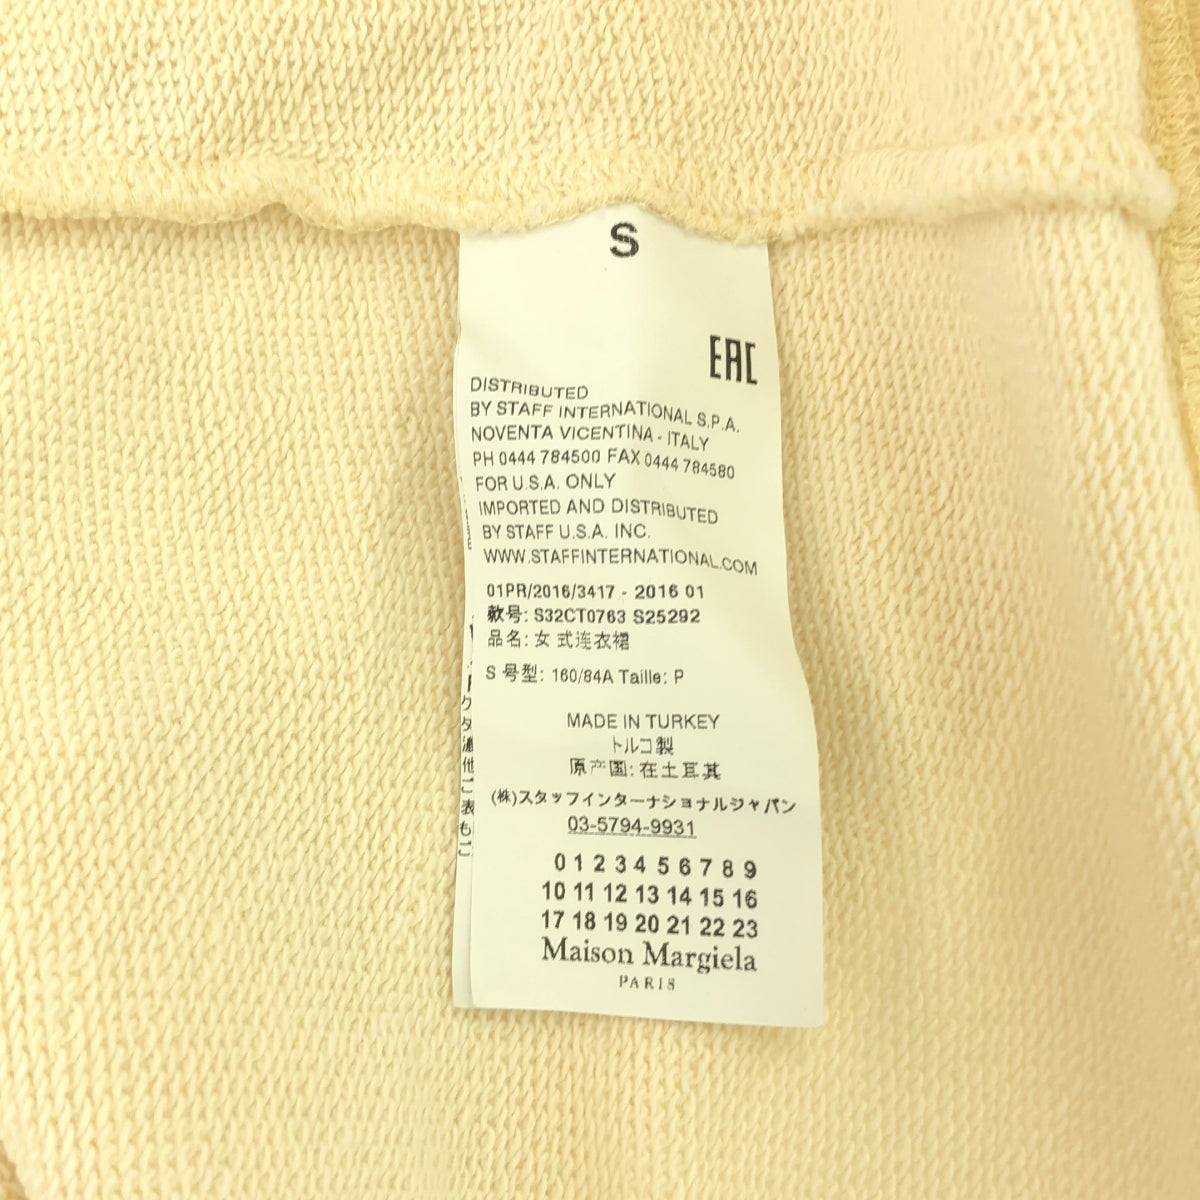 S
EAC
DISTRIBUTED
BY STAFF INTERNATIONAL S.P.A.
NOVENTA VICENTINA - ITALY
PH 0444 784500 FAX 0444 784580
FOR U.S.A. ONLY
IMPORTED AND DISTRIBUTED
BY STAFF U.S.A. INC.
WWW.STAFFINTERNATIONAL.COM
01PR/2016/3417 - 2016 01
款号: S32CT0763 S25292
品名: 女式连衣裙
S 号型: 160/84A Taille: P
MADE IN TURKEY
トルコ製
原产国: 在土耳其
(株)スタッフインターナショナルジャパン
03-5794-9931
0 1 2 3 4 5 6 7 8 9
10 11 12 13 14 15 16
17 18 19 20 21 22 23
Maison Margiela
PARIS